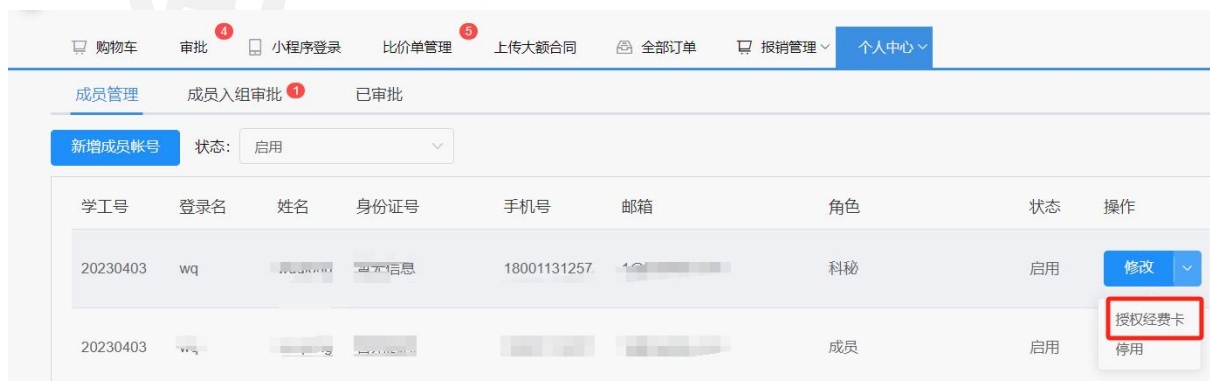 购物车 审批 4 小程序登录 比价单管理 5 上传大额合同 全部订单 报销管理 个人中心
成员管理 成员入组审批 1 已审批
新增成员帐号 状态: 启用
学工号 登录名 姓名 身份证号 手机号 邮箱 角色 状态 操作
20230403 wq 暂无信息 18001131257 科秘 启用 修改
授权经费卡
20230403 成员 启用 停用